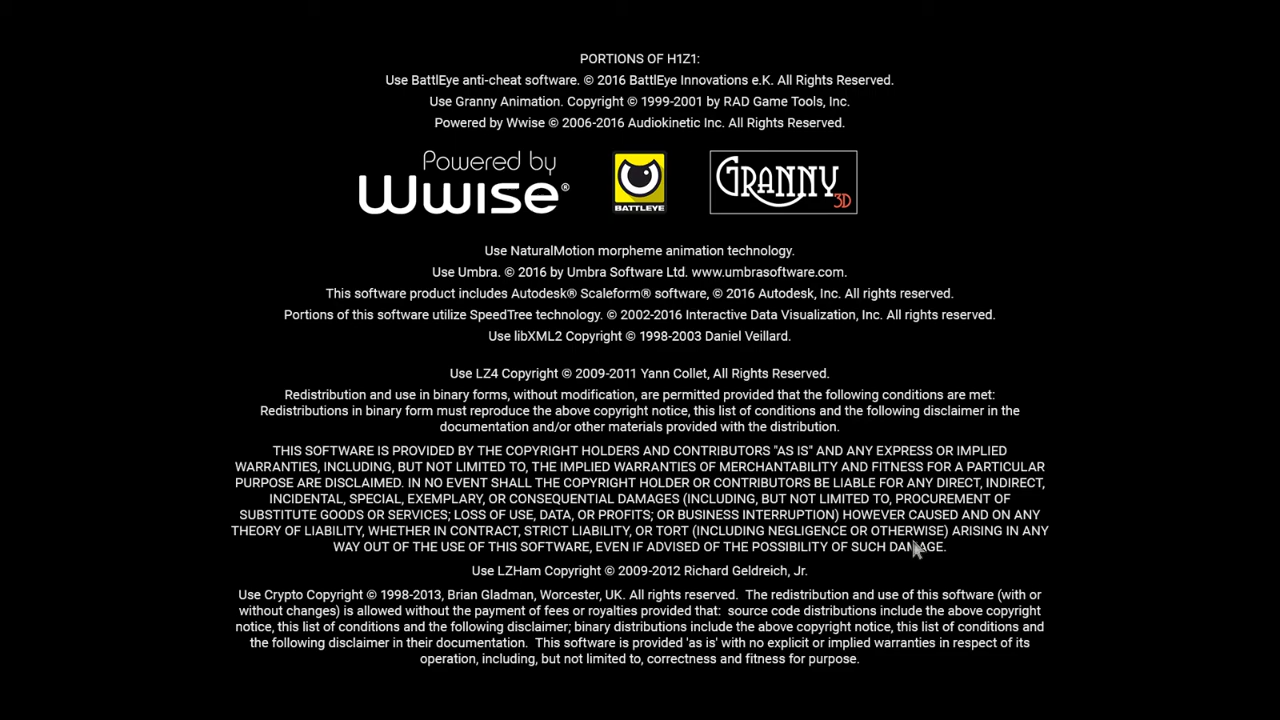 PORTIONS OF H1Z1:
Use BattlEye anti-cheat software. © 2016 BattlEye Innovations e.K. All Rights Reserved.
Use Granny Animation. Copyright © 1999-2001 by RAD Game Tools, Inc.
Powered by Wwise © 2006-2016 Audiokinetic Inc. All Rights Reserved.
Powered by
Wwise®
BATTLEYE
GRANNY
3D
Use NaturalMotion morpheme animation technology.
Use Umbra. © 2016 by Umbra Software Ltd. www.umbrasoftware.com.
This software product includes Autodesk® Scaleform® software, © 2016 Autodesk, Inc. All rights reserved.
Portions of this software utilize SpeedTree technology. © 2002-2016 Interactive Data Visualization, Inc. All rights reserved.
Use libXML2 Copyright © 1998-2003 Daniel Veillard.
Use LZ4 Copyright © 2009-2011 Yann Collet, All Rights Reserved.
Redistribution and use in binary forms, without modification, are permitted provided that the following conditions are met:
Redistributions in binary form must reproduce the above copyright notice, this list of conditions and the following disclaimer in the
documentation and/or other materials provided with the distribution.
THIS SOFTWARE IS PROVIDED BY THE COPYRIGHT HOLDERS AND CONTRIBUTORS "AS IS" AND ANY EXPRESS OR IMPLIED
WARRANTIES, INCLUDING, BUT NOT LIMITED TO, THE IMPLIED WARRANTIES OF MERCHANTABILITY AND FITNESS FOR A PARTICULAR
PURPOSE ARE DISCLAIMED. IN NO EVENT SHALL THE COPYRIGHT HOLDER OR CONTRIBUTORS BE LIABLE FOR ANY DIRECT, INDIRECT,
INCIDENTAL, SPECIAL, EXEMPLARY, OR CONSEQUENTIAL DAMAGES (INCLUDING, BUT NOT LIMITED TO, PROCUREMENT OF
SUBSTITUTE GOODS OR SERVICES; LOSS OF USE, DATA, OR PROFITS; OR BUSINESS INTERRUPTION) HOWEVER CAUSED AND ON ANY
THEORY OF LIABILITY, WHETHER IN CONTRACT, STRICT LIABILITY, OR TORT (INCLUDING NEGLIGENCE OR OTHERWISE) ARISING IN ANY
WAY OUT OF THE USE OF THIS SOFTWARE, EVEN IF ADVISED OF THE POSSIBILITY OF SUCH DAMAGE.
Use LZHam Copyright © 2009-2012 Richard Geldreich, Jr.
Use Crypto Copyright © 1998-2013, Brian Gladman, Worcester, UK. All rights reserved.  The redistribution and use of this software (with or
without changes) is allowed without the payment of fees or royalties provided that:  source code distributions include the above copyright
notice, this list of conditions and the following disclaimer; binary distributions include the above copyright notice, this list of conditions and
the following disclaimer in their documentation.  This software is provided 'as is' with no explicit or implied warranties in respect of its
operation, including, but not limited to, correctness and fitness for purpose.